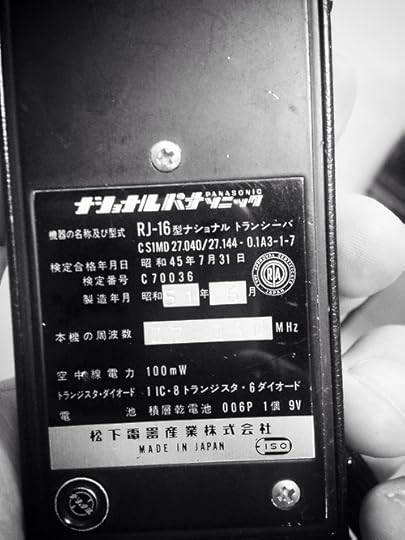 ナショナル パナソニック
PANASONIC
機器の名称及び型式 RJ-16型ナショナル トランシーバ
CSIMD 27.040/27.144 - 0.1A3-1-7
検定合格年月日 昭和45年7月31日
検定番号 C70036
製造年月 昭和51年 月
本機の周波数 MHz
空中線電力 100mW
トランジスタ・ダイオード 1 IC・8 トランジスタ・6 ダイオード
電池 積層乾電池 006P 1個 9V
松下電器産業株式会社
MADE IN JAPAN
ISO